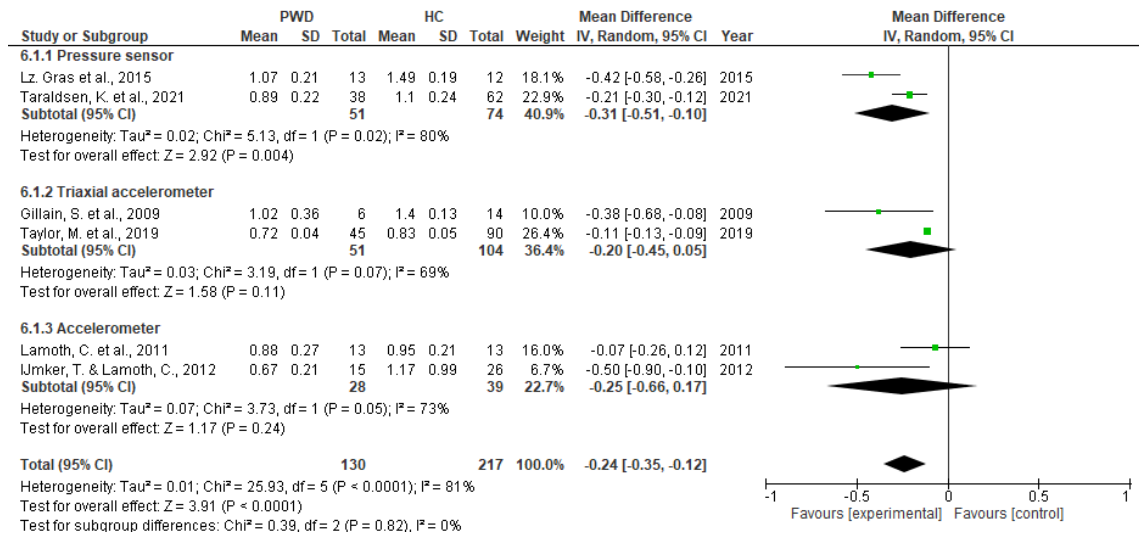 PWD HC Mean Difference Mean Difference
Study or Subgroup Mean SD Total Mean SD Total Weight IV, Random, 95% CI Year IV, Random, 95% CI
6.1.1 Pressure sensor
Lz. Gras et al., 2015 1.07 0.21 13 1.49 0.19 12 18.1% -0.42 [-0.58, -0.26] 2015
Taraldsen, K. et al., 2021 0.89 0.22 38 1.1 0.24 62 22.9% -0.21 [-0.30, -0.12] 2021
Subtotal (95% CI) 51 74 40.9% -0.31 [-0.51, -0.10]
Heterogeneity: Tau² = 0.02; Chi² = 5.13, df = 1 (P = 0.02); I² = 80%
Test for overall effect: Z = 2.92 (P = 0.004)
6.1.2 Triaxial accelerometer
Gillain, S. et al., 2009 1.02 0.36 6 1.4 0.13 14 10.0% -0.38 [-0.68, -0.08] 2009
Taylor, M. et al., 2019 0.72 0.04 45 0.83 0.05 90 26.4% -0.11 [-0.13, -0.09] 2019
Subtotal (95% CI) 51 104 36.4% -0.20 [-0.45, 0.05]
Heterogeneity: Tau² = 0.03; Chi² = 3.19, df = 1 (P = 0.07); I² = 69%
Test for overall effect: Z = 1.58 (P = 0.11)
6.1.3 Accelerometer
Lamoth, C. et al., 2011 0.88 0.27 13 0.95 0.21 13 16.0% -0.07 [-0.26, 0.12] 2011
IJmker, T. & Lamoth, C., 2012 0.67 0.21 15 1.17 0.99 26 6.7% -0.50 [-0.90, -0.10] 2012
Subtotal (95% CI) 28 39 22.7% -0.25 [-0.66, 0.17]
Heterogeneity: Tau² = 0.07; Chi² = 3.73, df = 1 (P = 0.05); I² = 73%
Test for overall effect: Z = 1.17 (P = 0.24)
Total (95% CI) 130 217 100.0% -0.24 [-0.35, -0.12]
Heterogeneity: Tau² = 0.01; Chi² = 25.93, df = 5 (P < 0.0001); I² = 81%
Test for overall effect: Z = 3.91 (P < 0.0001)
Test for subgroup differences: Chi² = 0.39, df = 2 (P = 0.82), I² = 0%
-1 -0.5 0 0.5 1
Favours [experimental] Favours [control]